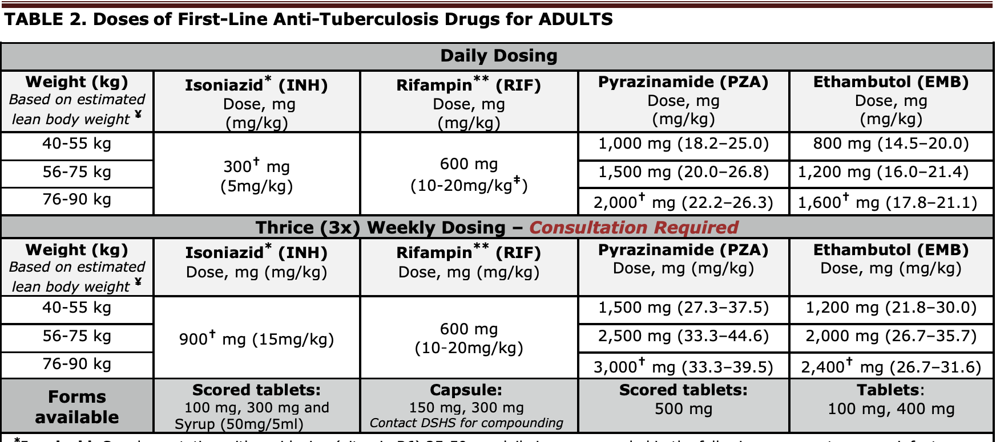 TABLE 2. Doses of First-Line Anti-Tuberculosis Drugs for ADULTS
Daily Dosing
Weight (kg)
Based on estimated
lean body weight ¥
Isoniazid* (INH)
Dose, mg
(mg/kg)
Rifampin** (RIF)
Dose, mg
(mg/kg)
Pyrazinamide (PZA)
Dose, mg
(mg/kg)
Ethambutol (EMB)
Dose, mg
(mg/kg)
40-55 kg
300† mg
(5mg/kg)
600 mg
(10-20mg/kg‡)
1,000 mg (18.2–25.0)
800 mg (14.5–20.0)
56-75 kg
1,500 mg (20.0–26.8)
1,200 mg (16.0–21.4)
76-90 kg
2,000† mg (22.2–26.3)
1,600† mg (17.8–21.1)
Thrice (3x) Weekly Dosing – Consultation Required
Weight (kg)
Based on estimated
lean body weight ¥
Isoniazid* (INH)
Dose, mg (mg/kg)
Rifampin** (RIF)
Dose, mg (mg/kg)
Pyrazinamide (PZA)
Dose, mg (mg/kg)
Ethambutol (EMB)
Dose, mg (mg/kg)
40-55 kg
900† mg (15mg/kg)
600 mg
(10-20mg/kg)
1,500 mg (27.3–37.5)
1,200 mg (21.8–30.0)
56-75 kg
2,500 mg (33.3–44.6)
2,000 mg (26.7–35.7)
76-90 kg
3,000† mg (33.3–39.5)
2,400† mg (26.7–31.6)
Forms
available
Scored tablets:
100 mg, 300 mg and
Syrup (50mg/5ml)
Capsule:
150 mg, 300 mg
Contact DSHS for compounding
Scored tablets:
500 mg
Tablets:
100 mg, 400 mg